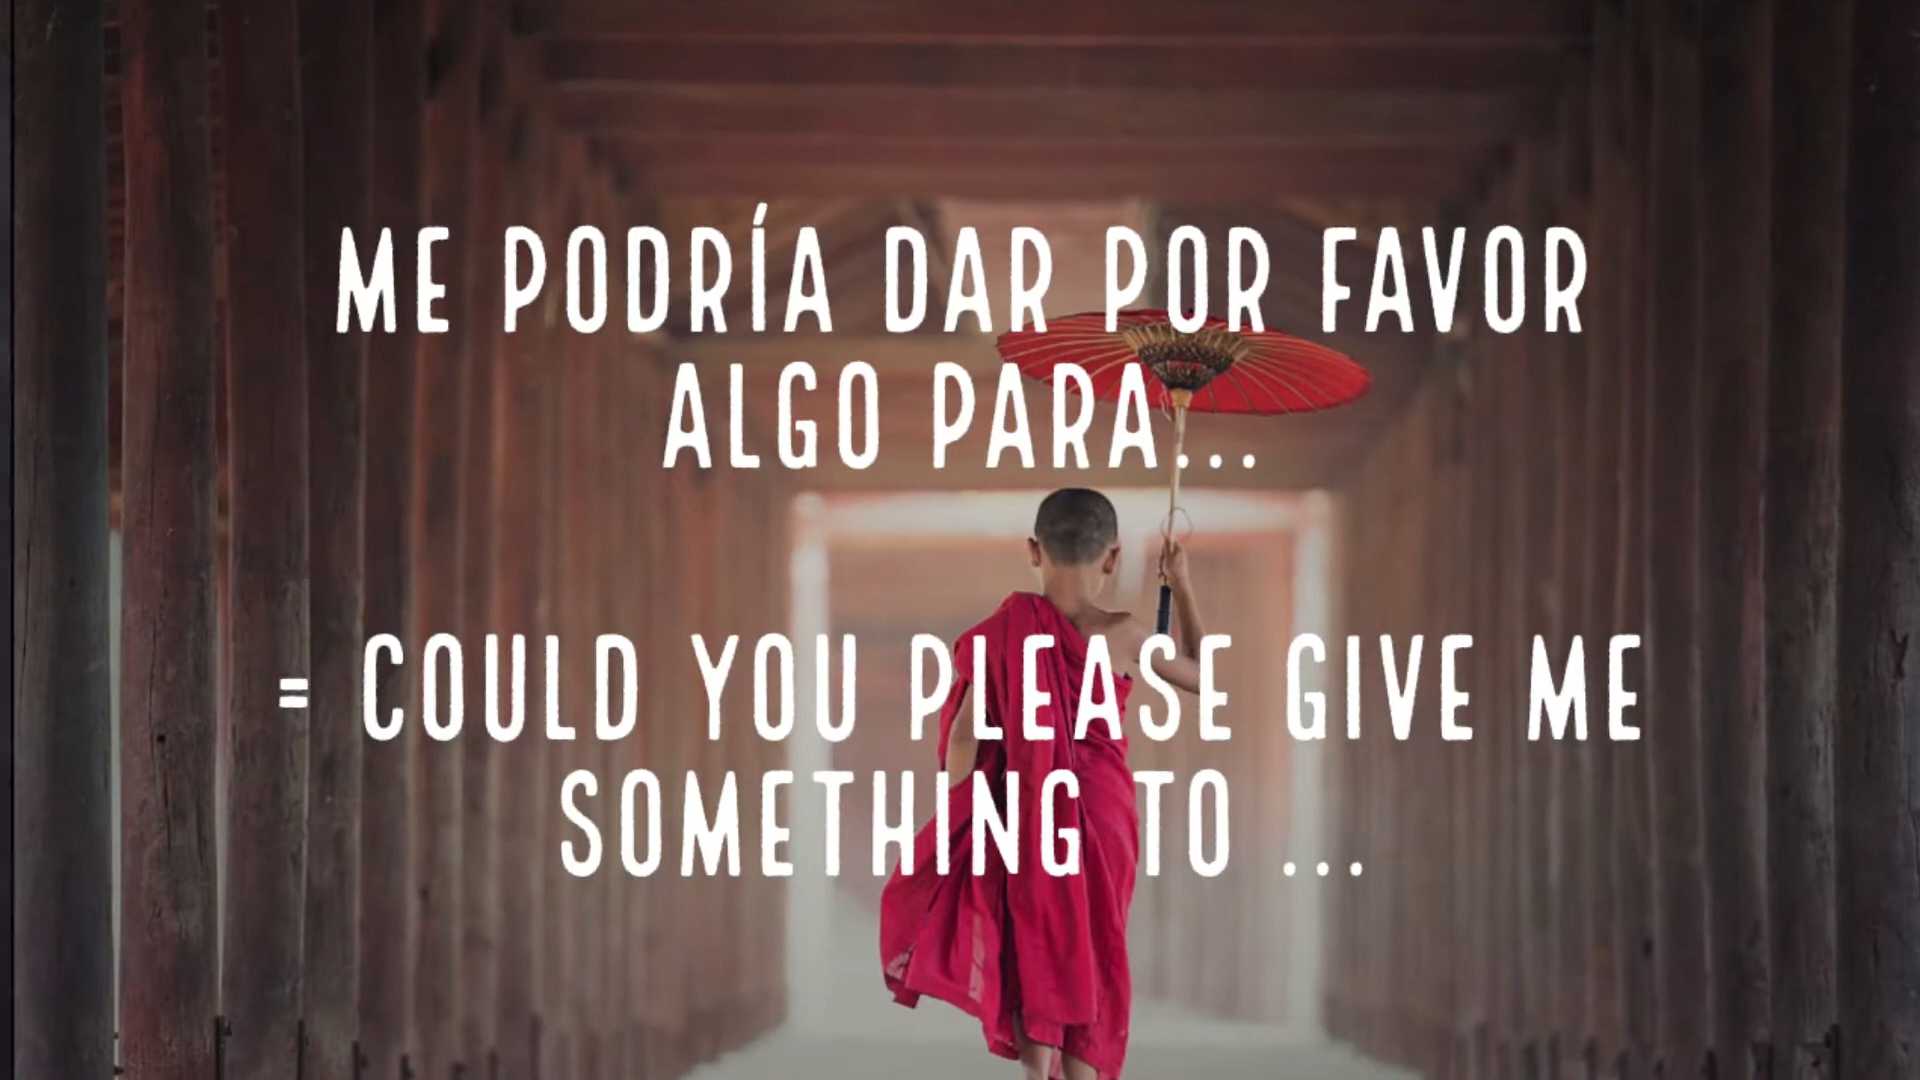 ME PODRÍA DAR POR FAVOR
ALGO PARA...
= COULD YOU PLEASE GIVE ME
SOMETHING TO ...